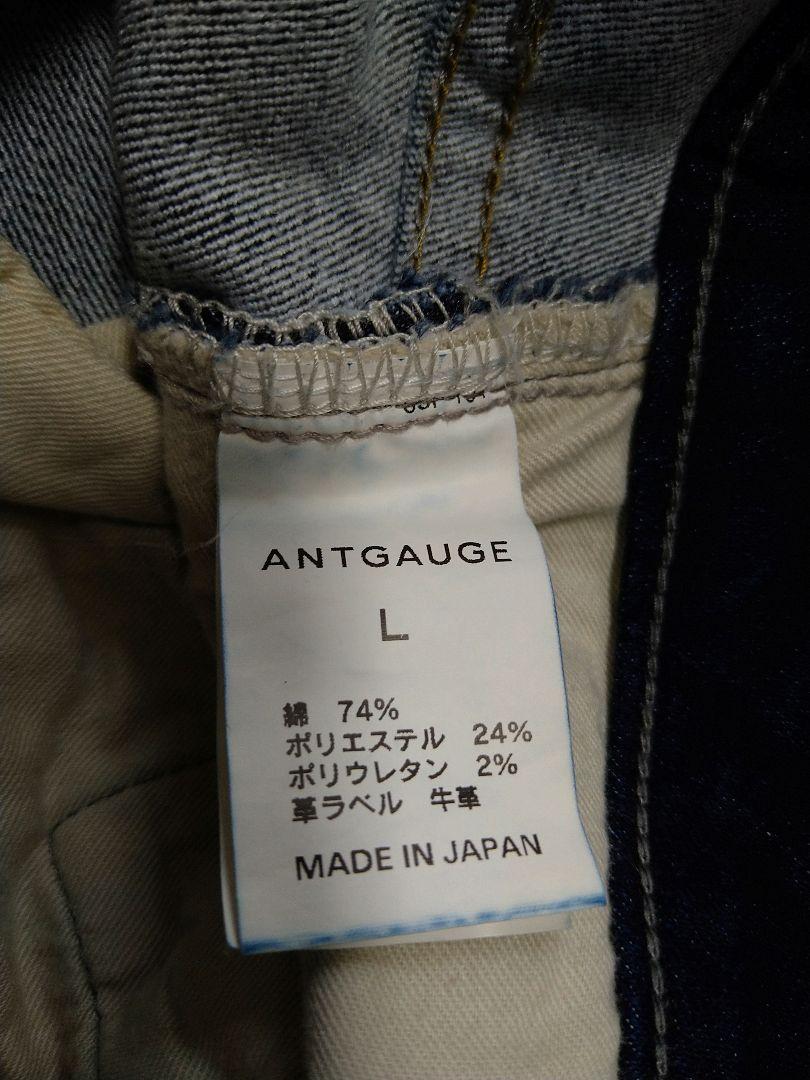 ANTGAUGE
L
綿 74%
ポリエステル 24%
ポリウレタン 2%
革ラベル 牛革
MADE IN JAPAN